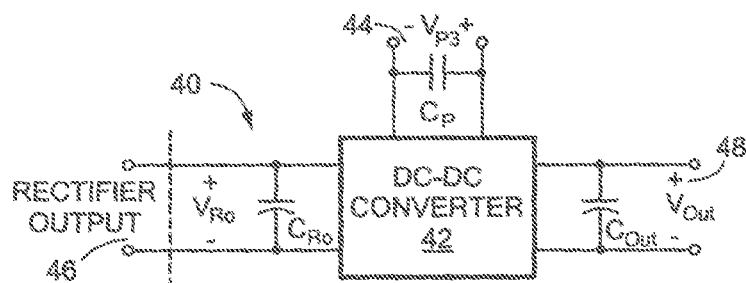 44 - V_P3 +
40
C_P
RECTIFIER
OUTPUT
46
+
V_Ro
-
C_Ro
DC-DC
CONVERTER
42
C_Out
+
V_Out
-
48